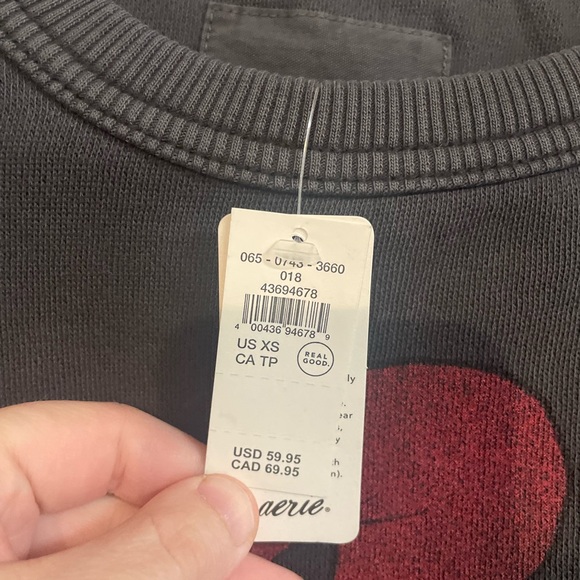 065 - 0743 - 3660
018
43694678
4 00436 94678 9
US XS
CA TP
REAL
GOOD.
ly
ear
y
n).
USD 59.95
CAD 69.95
aerie®